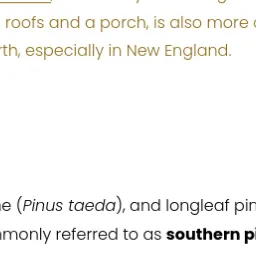 roofs and a porch, is also more
rth, especially in New England.
e (Pinus taeda), and longleaf pin
mmonly referred to as southern pi